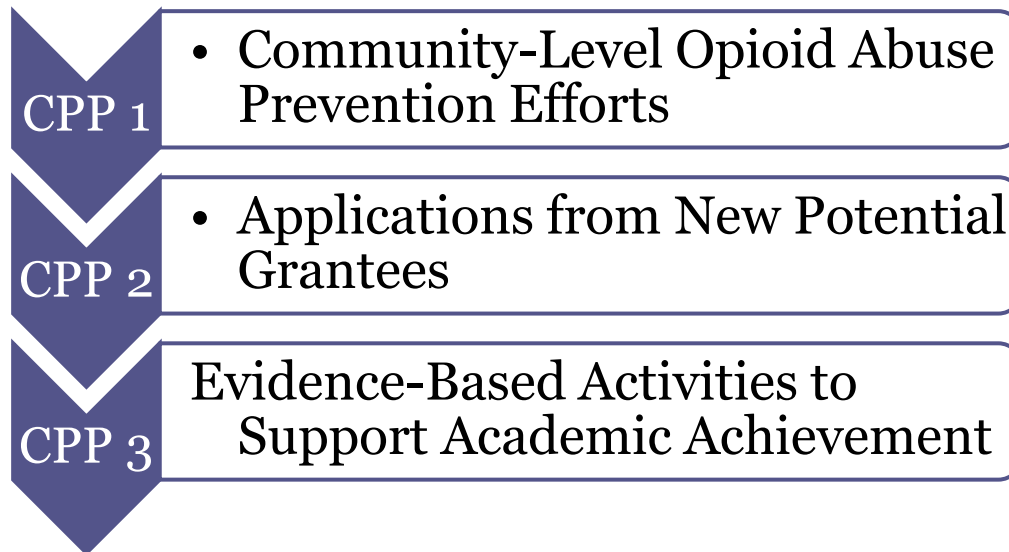 CPP 1
• Community-Level Opioid Abuse
Prevention Efforts
CPP 2
• Applications from New Potential
Grantees
CPP 3
Evidence-Based Activities to
Support Academic Achievement